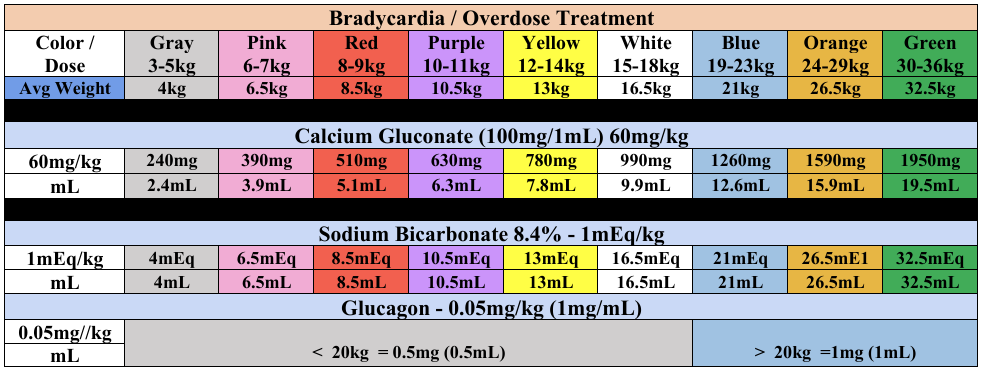 Bradycardia / Overdose Treatment
Color / Gray Pink Red Purple Yellow White Blue Orange Green
Dose 3-5kg 6-7kg 8-9kg 10-11kg 12-14kg 15-18kg 19-23kg 24-29kg 30-36kg
Avg Weight 4kg 6.5kg 8.5kg 10.5kg 13kg 16.5kg 21kg 26.5kg 32.5kg
Calcium Gluconate (100mg/1mL) 60mg/kg
60mg/kg 240mg 390mg 510mg 630mg 780mg 990mg 1260mg 1590mg 1950mg
mL 2.4mL 3.9mL 5.1mL 6.3mL 7.8mL 9.9mL 12.6mL 15.9mL 19.5mL
Sodium Bicarbonate 8.4% - 1mEq/kg
1mEq/kg 4mEq 6.5mEq 8.5mEq 10.5mEq 13mEq 16.5mEq 21mEq 26.5mE1 32.5mEq
mL 4mL 6.5mL 8.5mL 10.5mL 13mL 16.5mL 21mL 26.5mL 32.5mL
Glucagon - 0.05mg/kg (1mg/mL)
0.05mg//kg
mL < 20kg = 0.5mg (0.5mL) > 20kg =1mg (1mL)